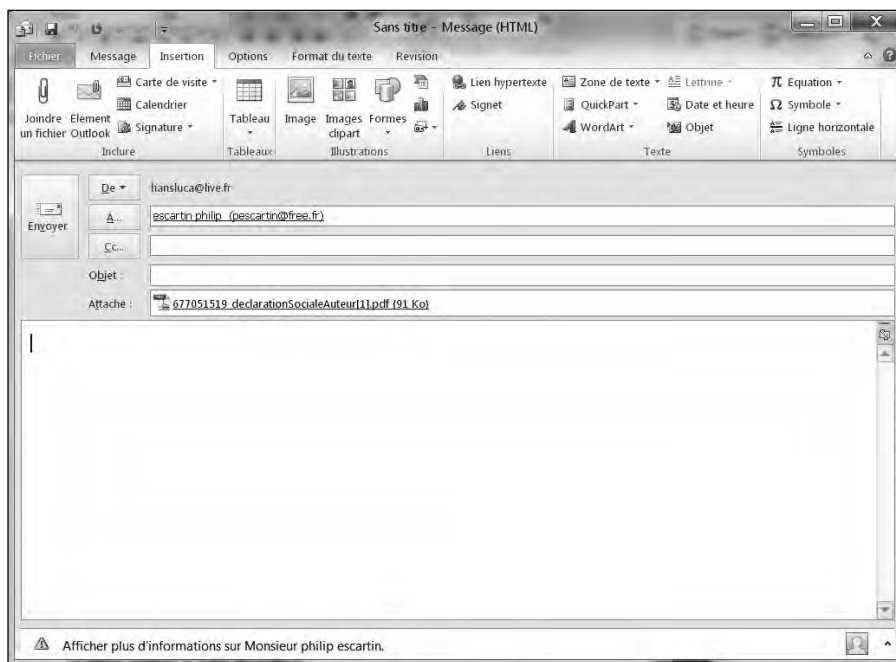 Sans titre - Message (HTML)
Fichier Message Insertion Options Format du texte Revision
Joindre un fichier
Elément Outlook
Carte de visite
Calendrier
Signature
Inclure
Tableau
Tableaux
Image
Images clipart
Formes
Illustrations
Lien hypertexte
Signet
Liens
Zone de texte
QuickPart
WordArt
Lettrine
Date et heure
Objet
Texte
π Equation
Ω Symbole
Ligne horizontale
Symboles
Envoyer
De hansluca@live.fr
À... escartin philip (pescartin@free.fr)
Cc...
Objet :
Attaché : 677051519_declarationSocialeAuteur[1].pdf (91 Ko)
Afficher plus d'informations sur Monsieur philip escartin.